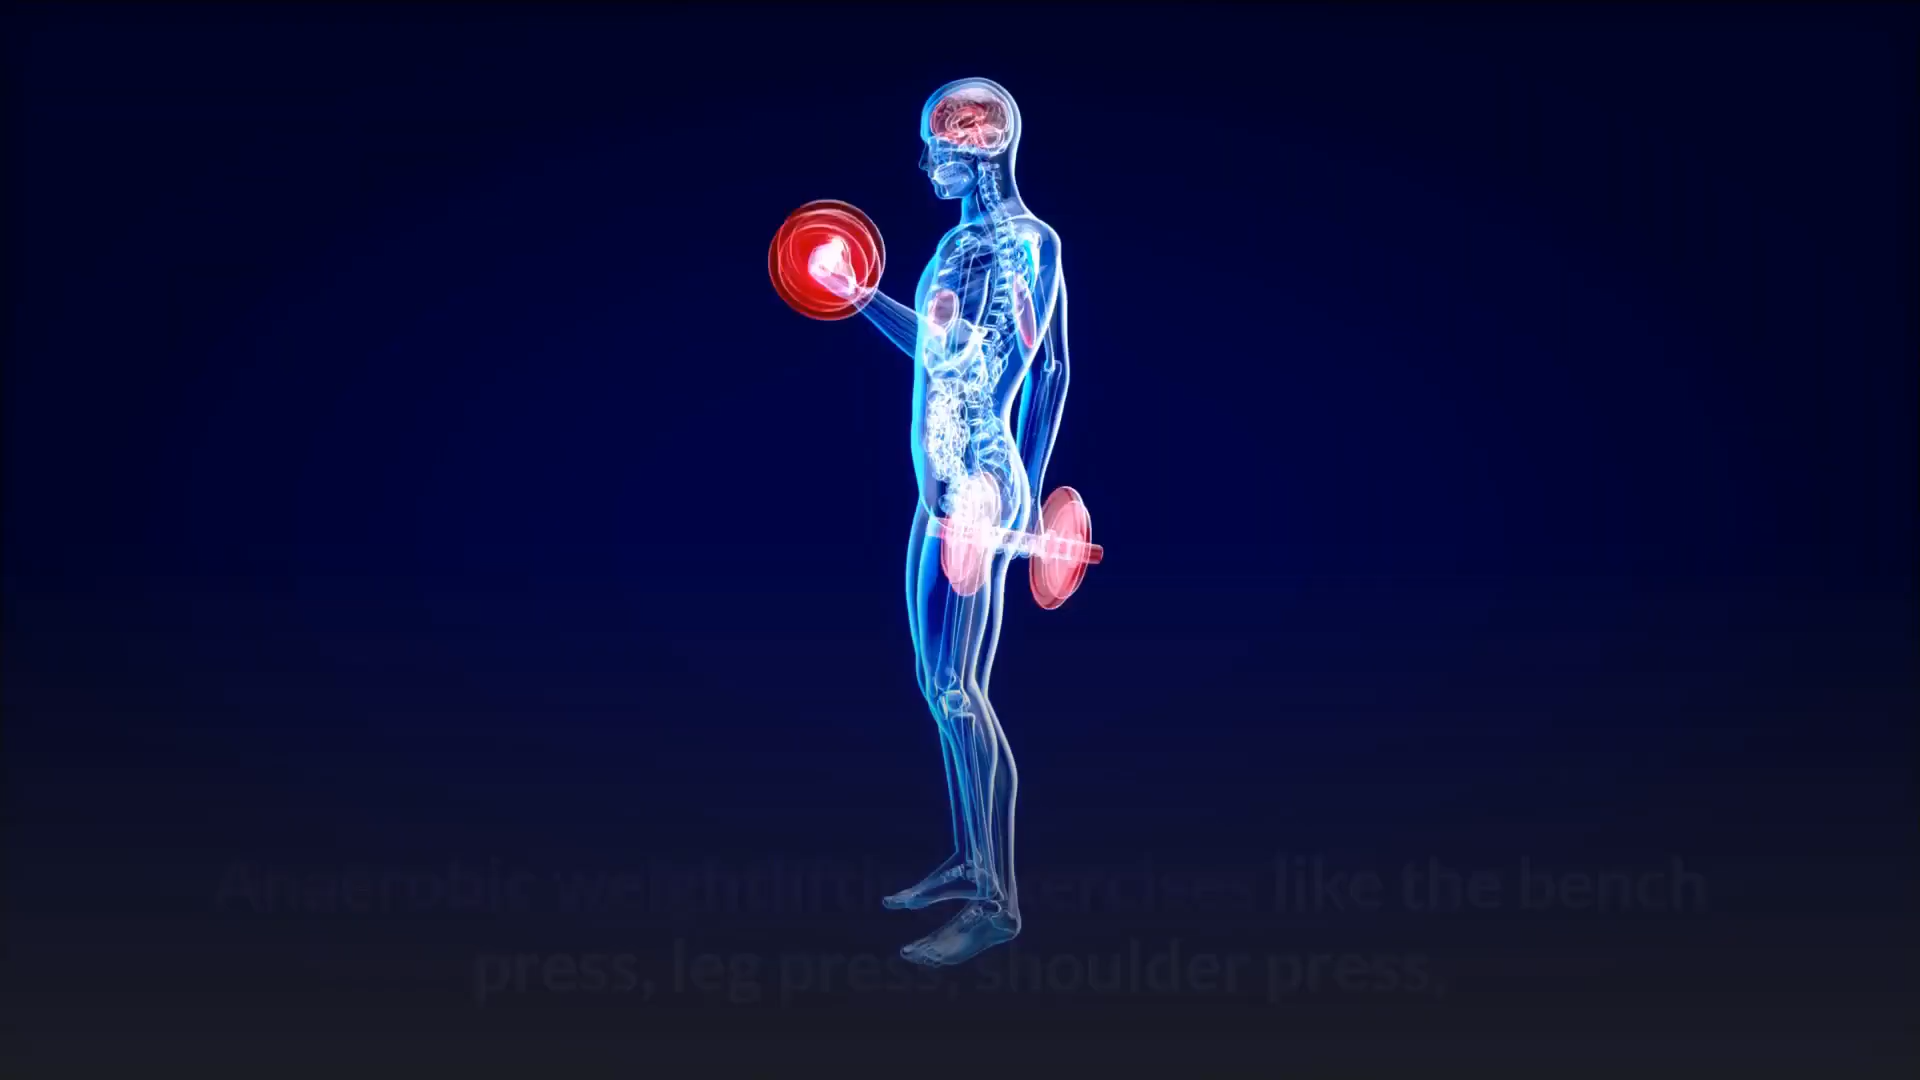 Anaerobic weightlifting exercises like the bench
press, leg press, shoulder press,